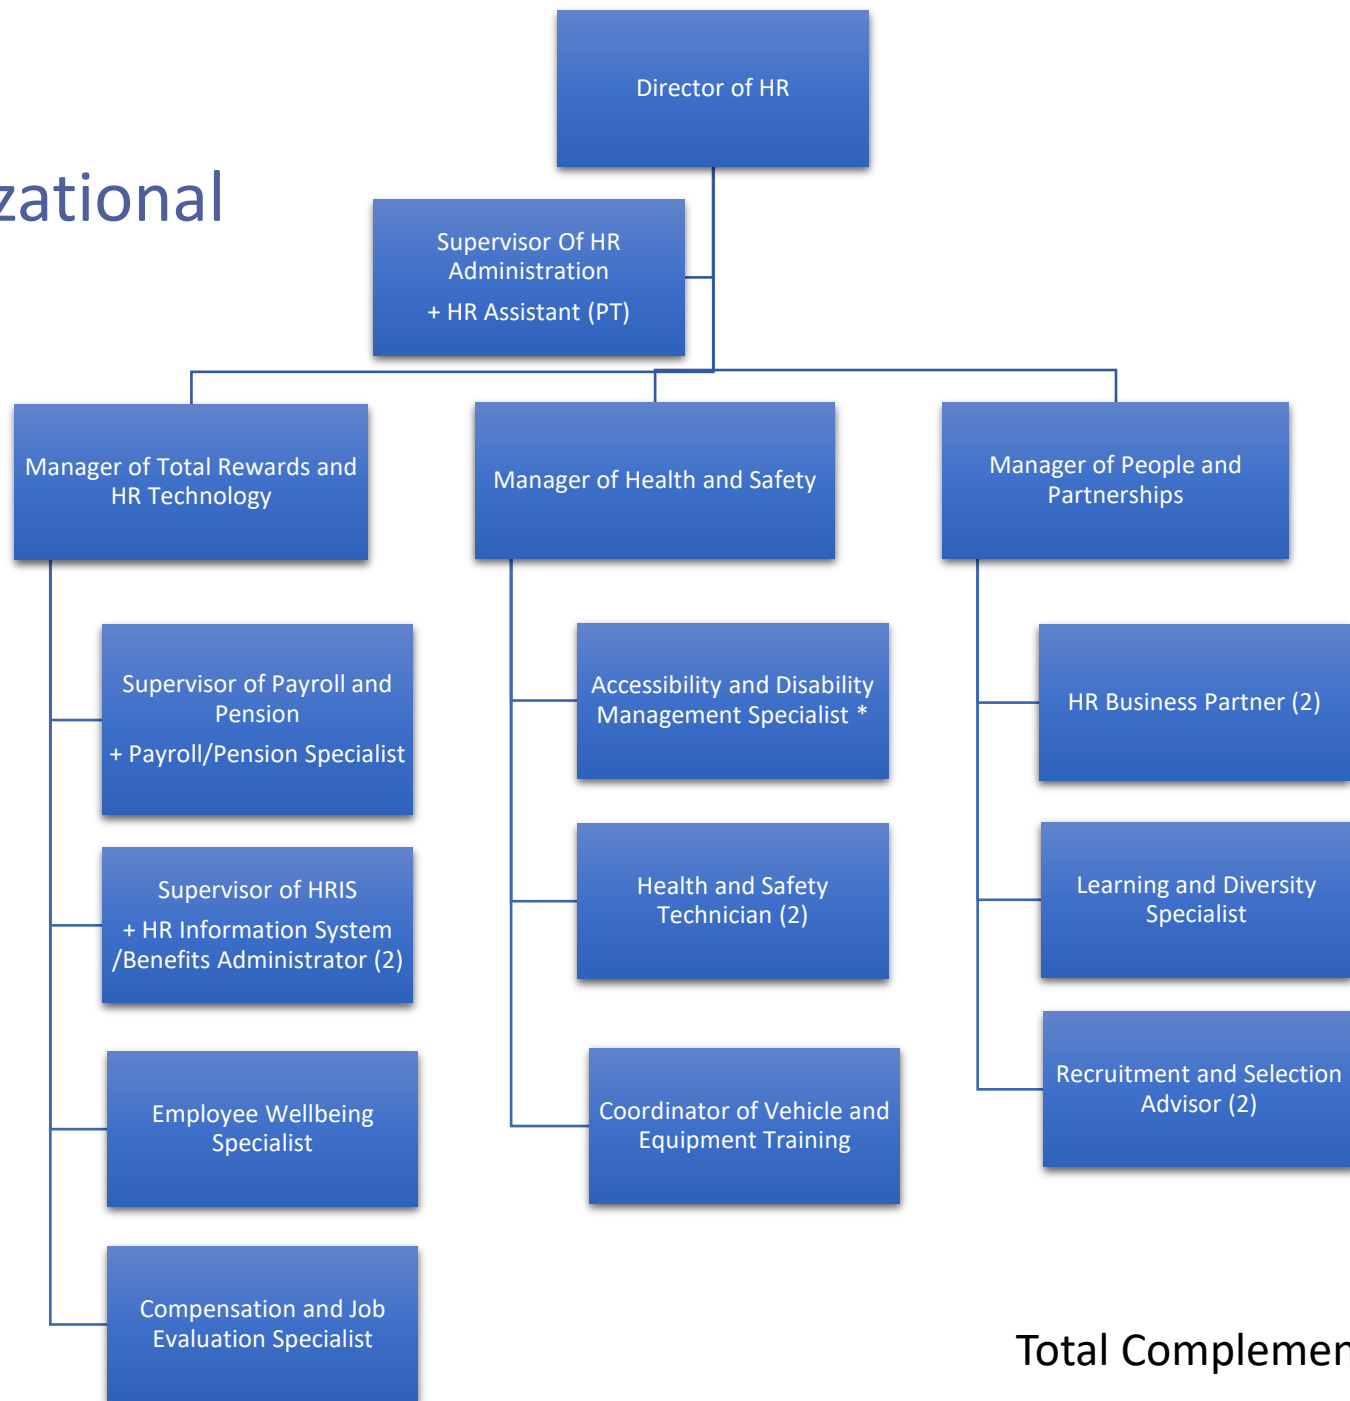 Director of HR
zational
Supervisor Of HR
Administration
+ HR Assistant (PT)
Manager of Total Rewards and
HR Technology
Manager of Health and Safety
Manager of People and
Partnerships
Supervisor of Payroll and
Pension
+ Payroll/Pension Specialist
Supervisor of HRIS
+ HR Information System
/Benefits Administrator (2)
Employee Wellbeing
Specialist
Compensation and Job
Evaluation Specialist
Accessibility and Disability
Management Specialist *
Health and Safety
Technician (2)
Coordinator of Vehicle and
Equipment Training
HR Business Partner (2)
Learning and Diversity
Specialist
Recruitment and Selection
Advisor (2)
Total Complemen